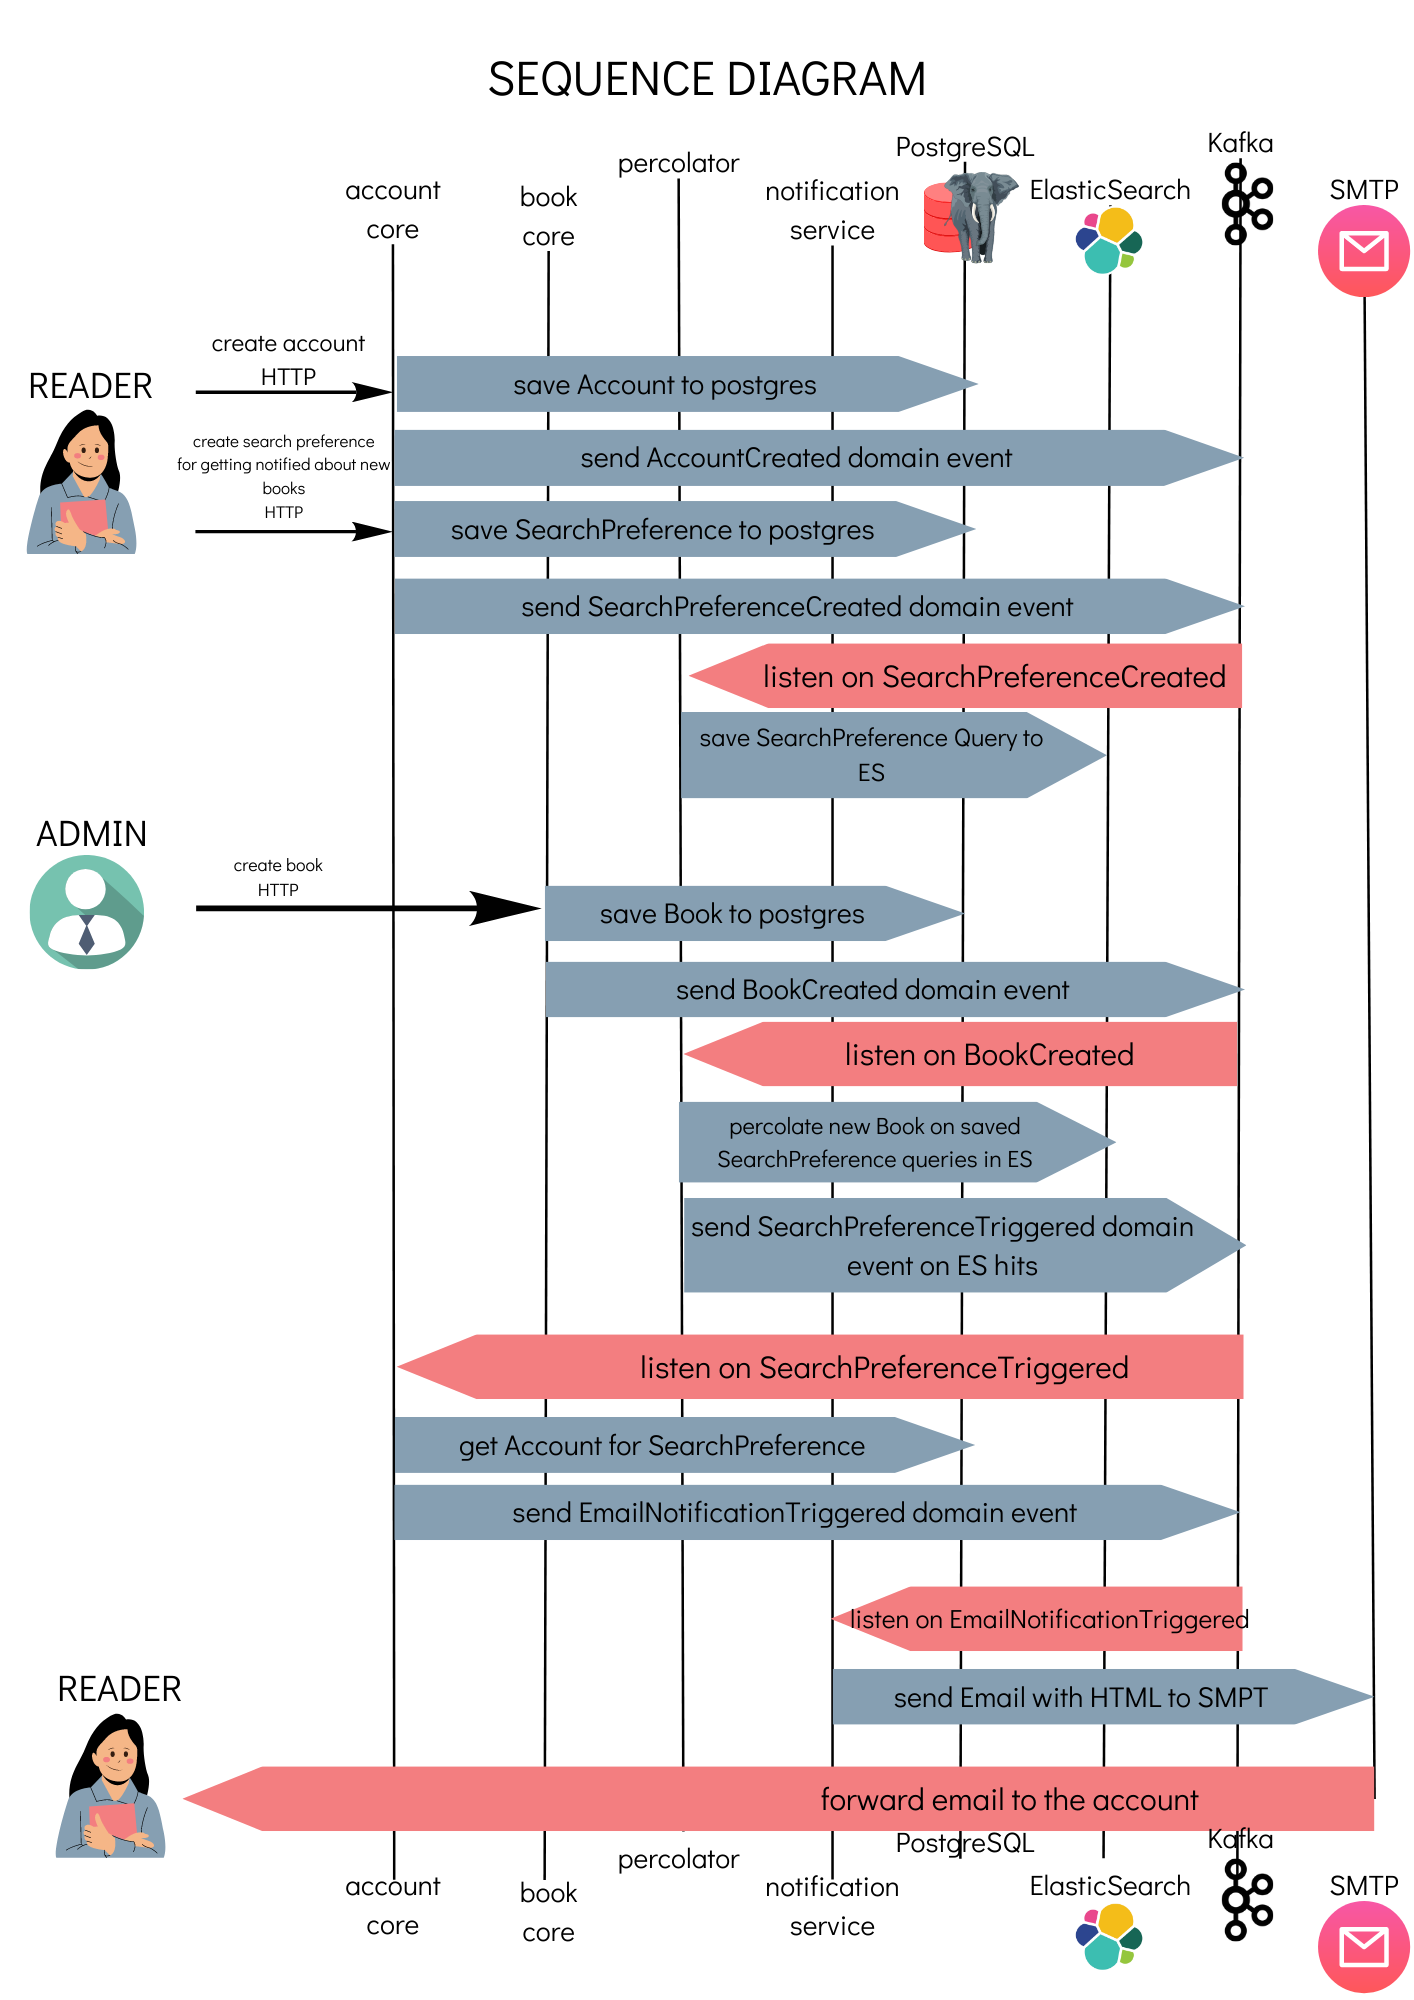 SEQUENCE DIAGRAM
account
core
book
core
percolator
notification
service
PostgreSQL
ElasticSearch
Kafka
SMTP
READER
create account
HTTP
save Account to postgres
create search preference
for getting notified about new
books
HTTP
send AccountCreated domain event
save SearchPreference to postgres
send SearchPreferenceCreated domain event
listen on SearchPreferenceCreated
save SearchPreference Query to
ES
ADMIN
create book
HTTP
save Book to postgres
send BookCreated domain event
listen on BookCreated
percolate new Book on saved
SearchPreference queries in ES
send SearchPreferenceTriggered domain
event on ES hits
listen on SearchPreferenceTriggered
get Account for SearchPreference
send EmailNotificationTriggered domain event
listen on EmailNotificationTriggered
READER
send Email with HTML to SMPT
forward email to the account
account
core
book
core
percolator
notification
service
PostgreSQL
ElasticSearch
Kafka
SMTP